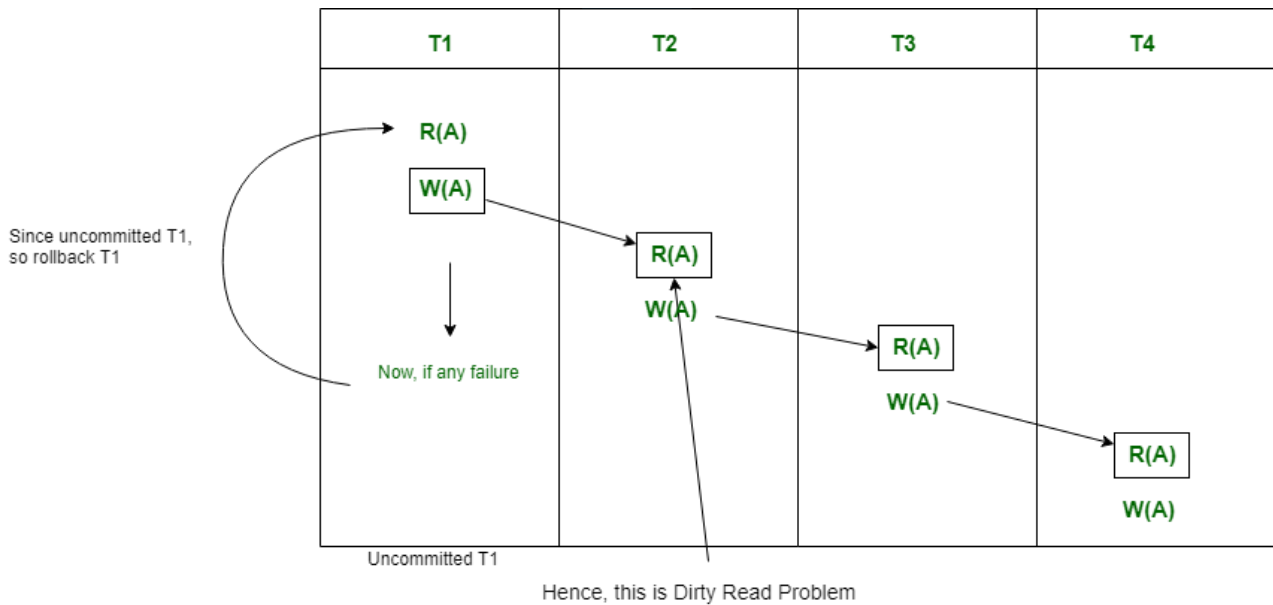 T1 T2 T3 T4
R(A)
W(A)
Since uncommitted T1,
so rollback T1
R(A)
W(A)
R(A)
Now, if any failure
W(A)
R(A)
W(A)
Uncommitted T1
Hence, this is Dirty Read Problem